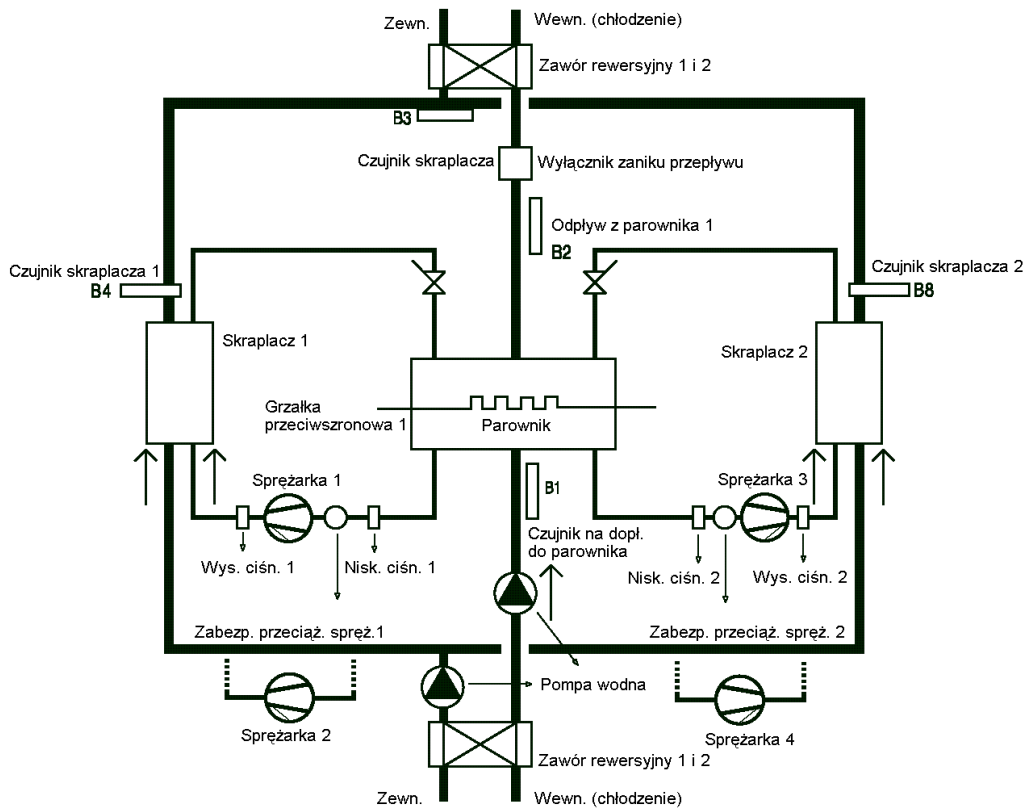 Zewn.
Wewn. (chłodzenie)
Zawór rewersyjny 1 i 2
B3
Czujnik skraplacza
Wyłącznik zaniku przepływu
Odpływ z parownika 1
B2
Czujnik skraplacza 1
B4
Czujnik skraplacza 2
B8
Skraplacz 1
Skraplacz 2
Grzałka
przeciwszronowa 1
Parownik
Sprężarka 1
B1
Sprężarka 3
Czujnik na dopł.
do parownika
Wys. ciśn. 1
Nisk. ciśn. 1
Nisk. ciśn. 2
Wys. ciśn. 2
Zabezp. przeciąż. spręż.1
Zabezp. przeciąż. spręż. 2
Pompa wodna
Sprężarka 2
Sprężarka 4
Zawór rewersyjny 1 i 2
Zewn.
Wewn. (chłodzenie)